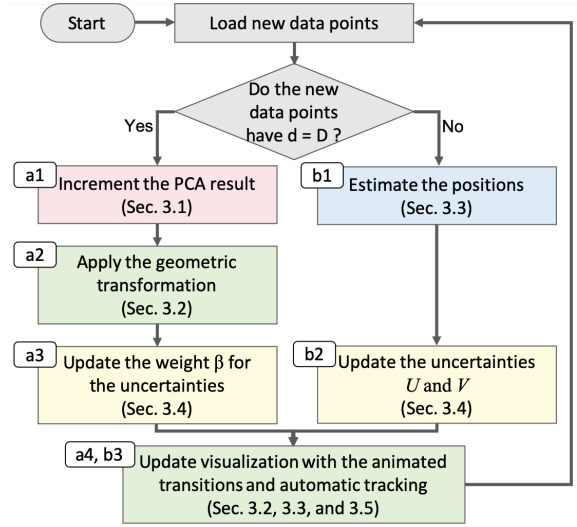 Start
Load new data points
Do the new
data points
have d = D ?
Yes
No
a1
Increment the PCA result
(Sec. 3.1)
b1
Estimate the positions
(Sec. 3.3)
a2
Apply the geometric
transformation
(Sec. 3.2)
a3
Update the weight β for
the uncertainties
(Sec. 3.4)
b2
Update the uncertainties
U and V
(Sec. 3.4)
a4, b3
Update visualization with the animated
transitions and automatic tracking
(Sec. 3.2, 3.3, and 3.5)